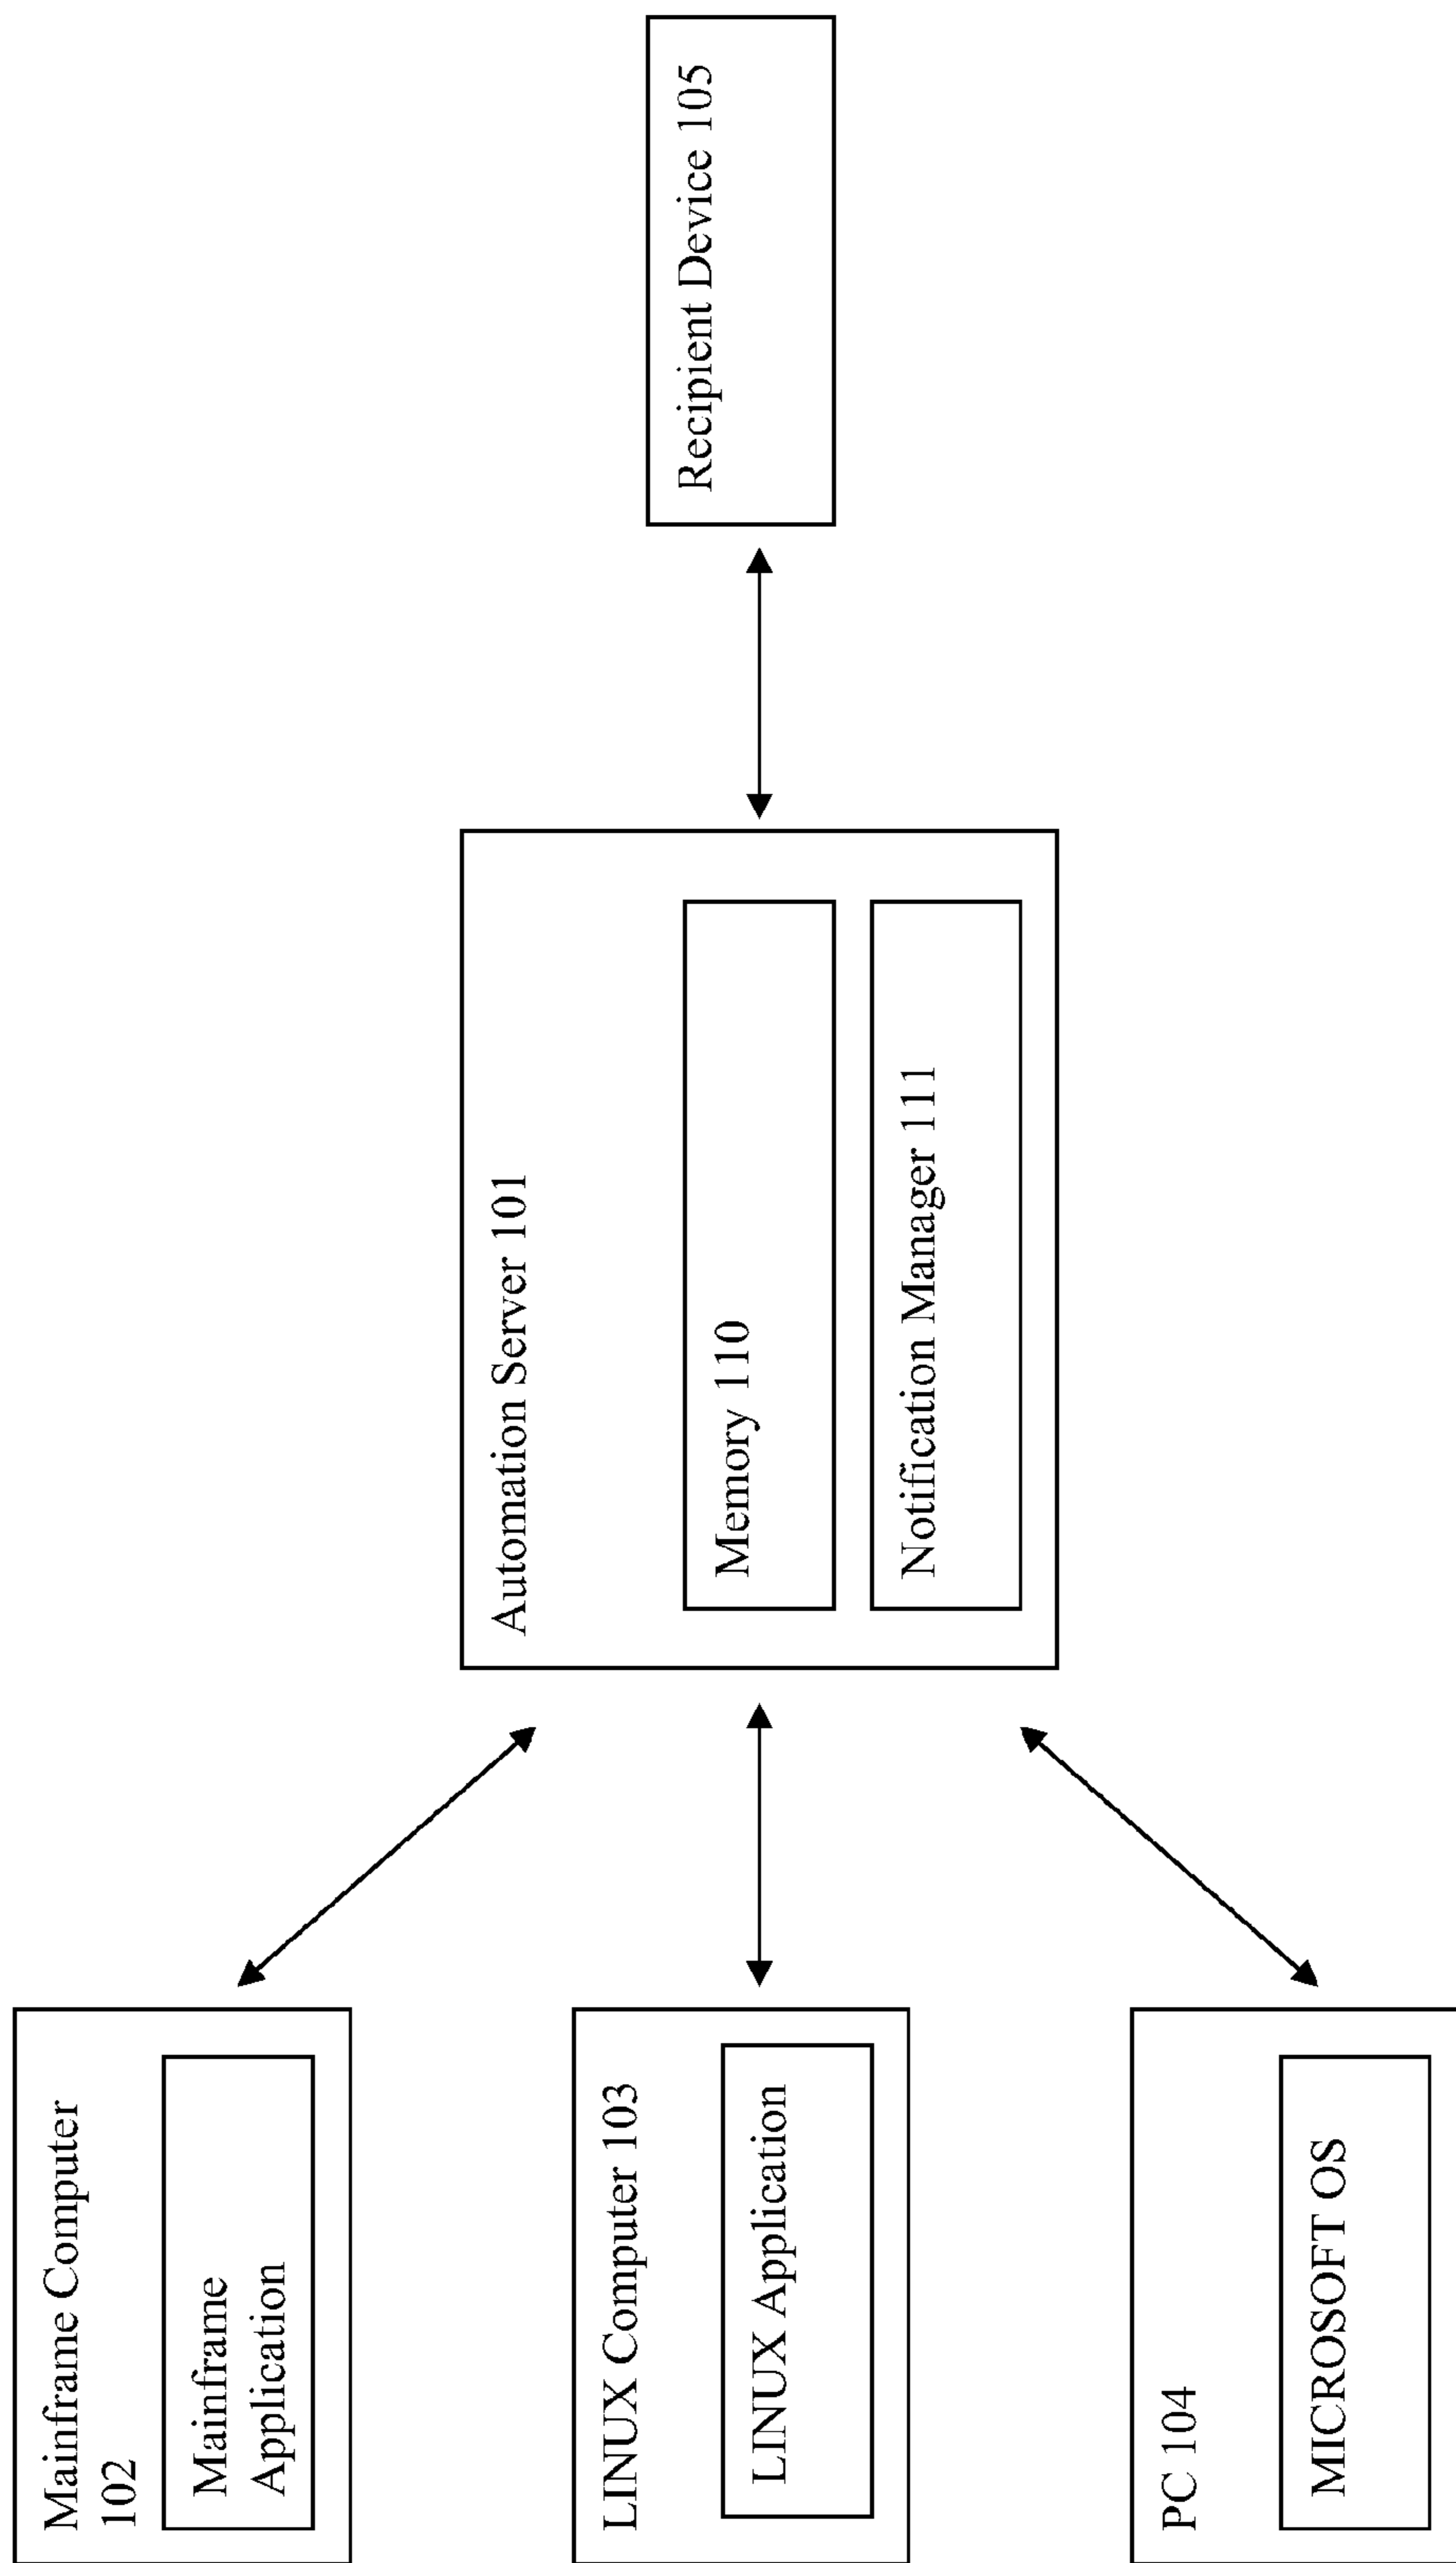 Mainframe Computer
102
Mainframe
Application
LINUX Computer 103
LINUX Application
PC 104
MICROSOFT OS
Automation Server 101
Memory 110
Notification Manager 111
Recipient Device 105